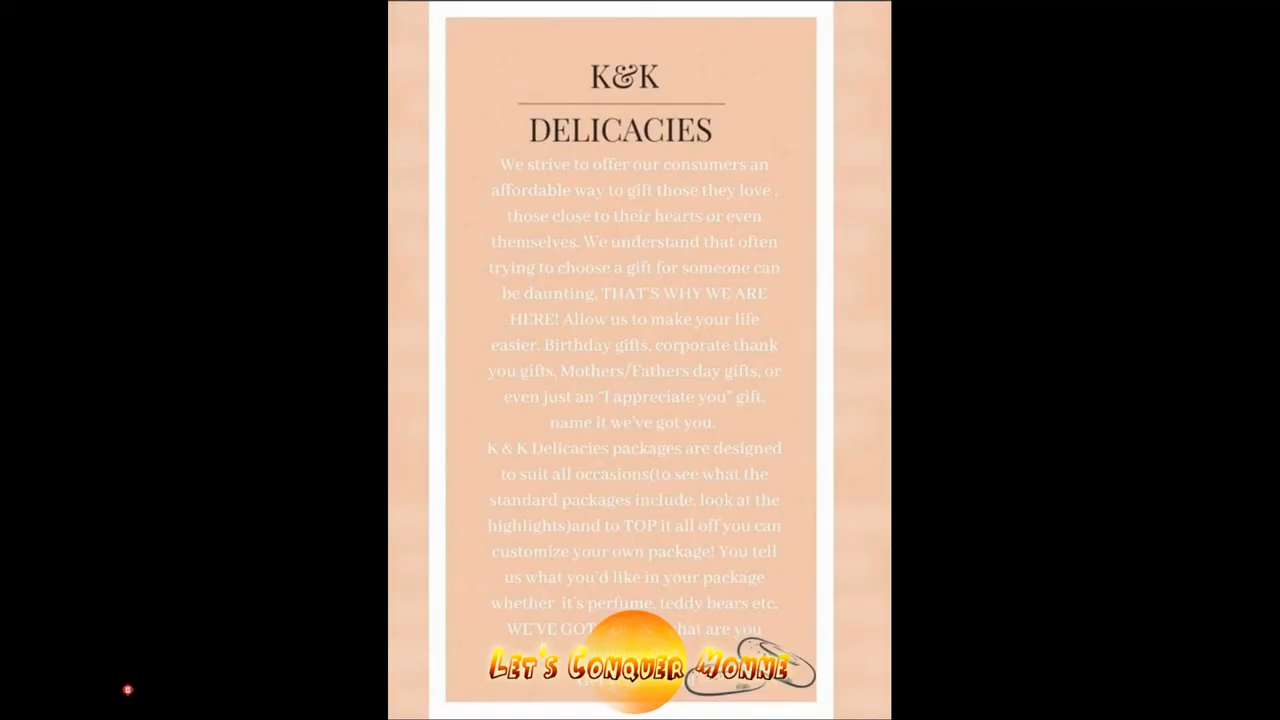 K&K
DELICACIES
We strive to offer our consumers an
affordable way to gift those they love ,
those close to their hearts or even
themselves. We understand that often
trying to choose a gift for someone can
be daunting, THAT'S WHY WE ARE
HERE! Allow us to make your life
easier. Birthday gifts, corporate thank
you gifts, Mothers/Fathers day gifts, or
even just an “I appreciate you” gift,
name it we've got you.
K & K Delicacies packages are designed
to suit all occasions(to see what the
standard packages include, look at the
highlights)and to TOP it all off you can
customize your own package! You tell
us what you'd like in your package
whether it's perfume, teddy bears etc,
WE'VE GOT what are you
Let's Conquer Monne